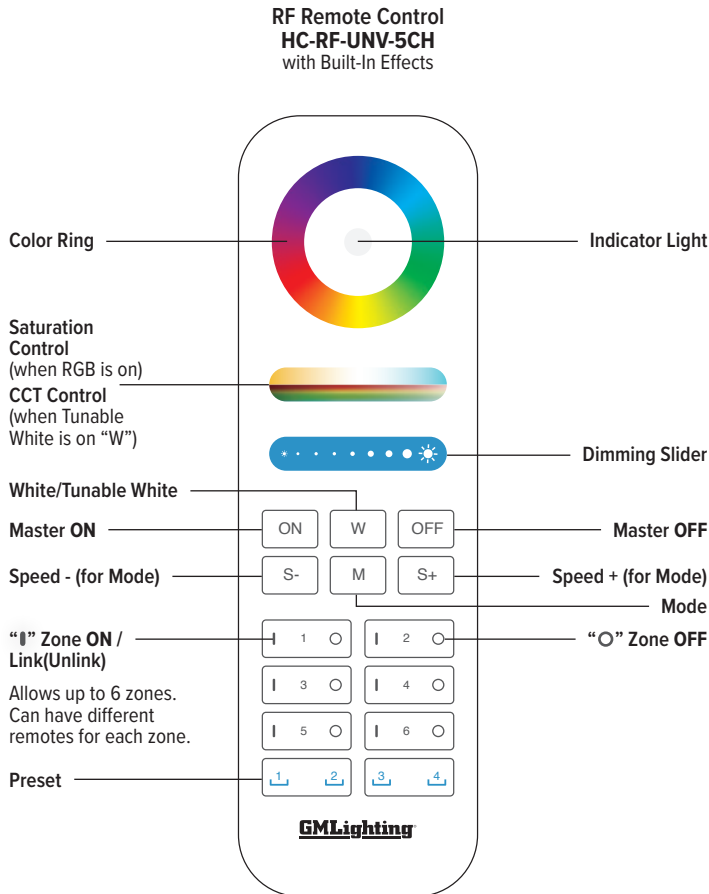 RF Remote Control
HC-RF-UNV-5CH
with Built-In Effects
Color Ring
Indicator Light
Saturation
Control
(when RGB is on)
CCT Control
(when Tunable
White is on “W”)
Dimming Slider
White/Tunable White
Master ON
ON
W
OFF
Master OFF
Speed - (for Mode)
S-
M
S+
Speed + (for Mode)
Mode
“I” Zone ON /
Link(Unlink)
I 1 O
I 2 O
“O” Zone OFF
Allows up to 6 zones.
Can have different
remotes for each zone.
I 3 O
I 4 O
I 5 O
I 6 O
Preset
1 2
3 4
GMLighting